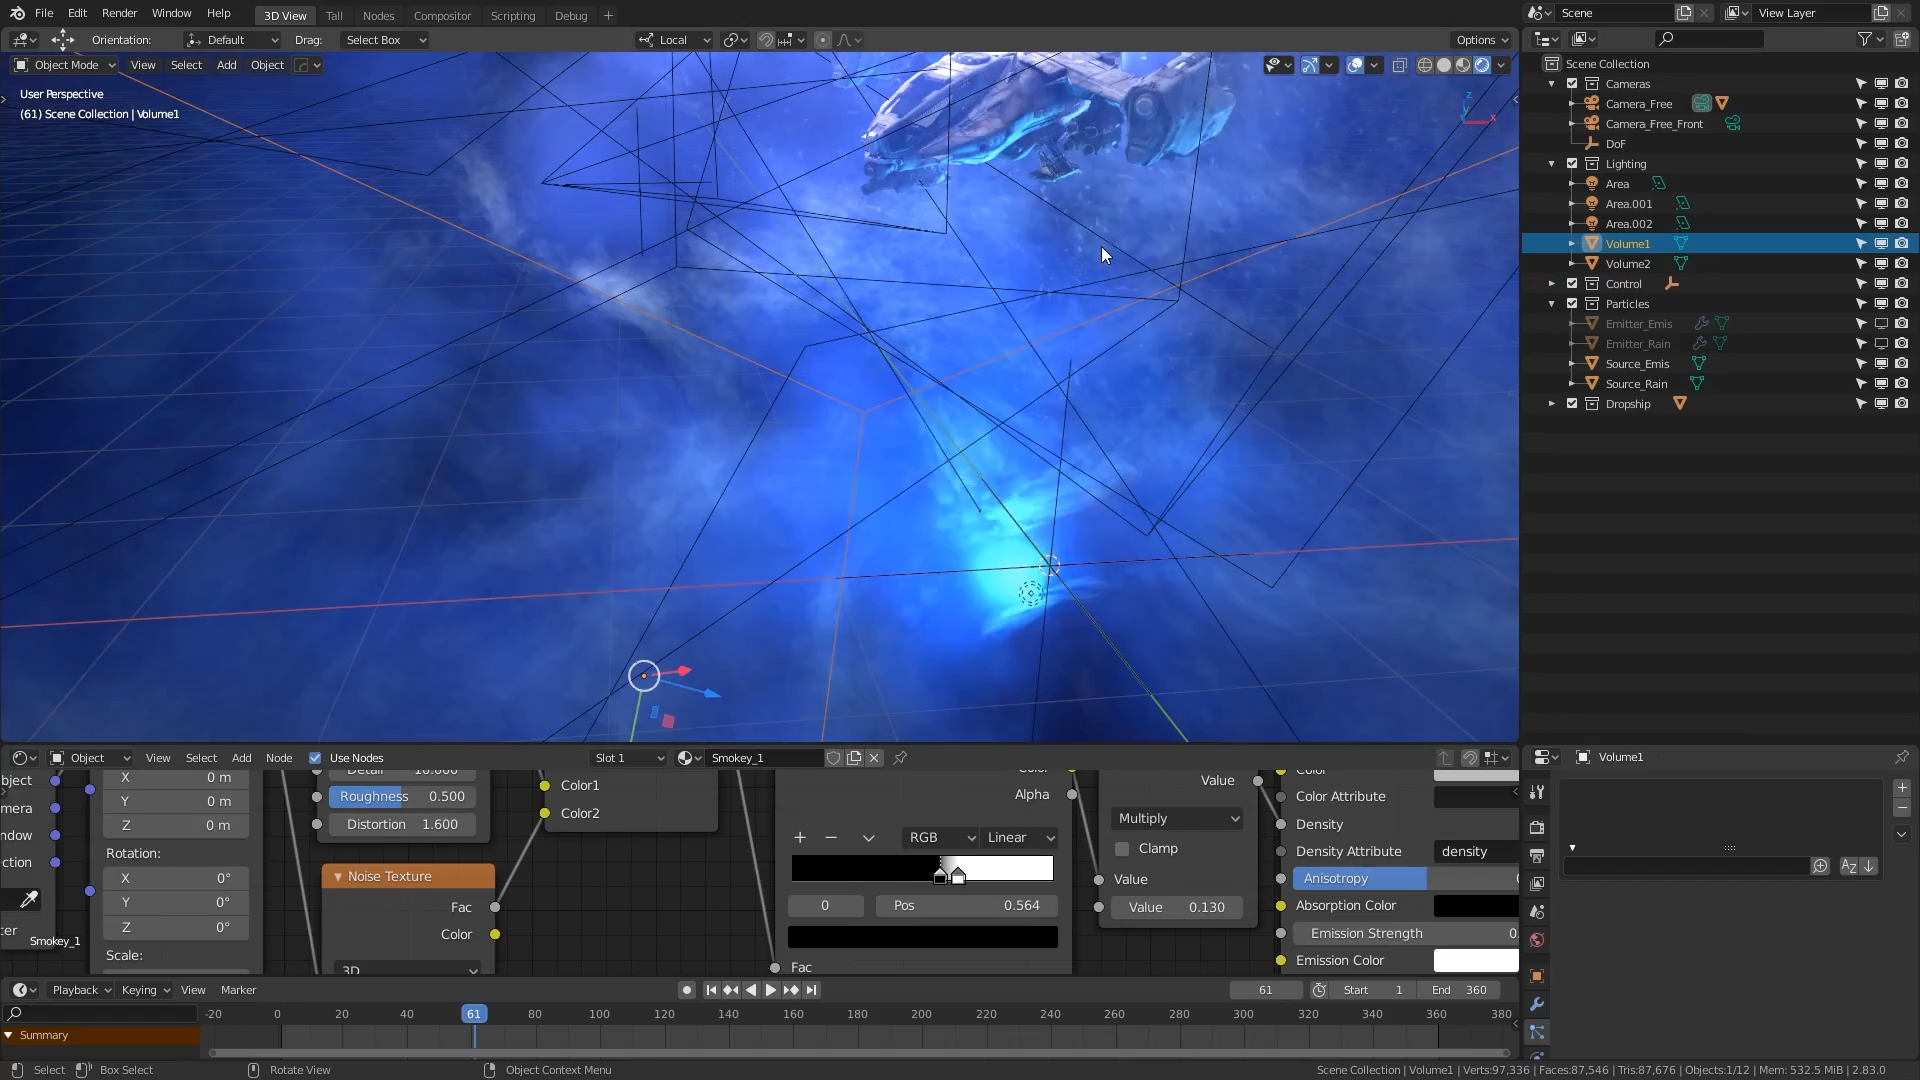 File Edit Render Window Help 3D View Tall Nodes Compositor Scripting Debug + Scene View Layer
Orientation: Default Drag: Select Box Local Options
Object Mode View Select Add Object
User Perspective
(61) Scene Collection | Volume1
Z
X
Scene Collection
Cameras
Camera_Free
Camera_Free_Front
DoF
Lighting
Area
Area.001
Area.002
Volume1
Volume2
Control
Particles
Emitter_Emis
Emitter_Rain
Source_Emis
Source_Rain
Dropship
Object View Select Add Node Use Nodes Slot 1 Smokey_1
bject X 0 m
mera Y 0 m
ndow Z 0 m
ction Rotation:
X 0°
Y 0°
Z 0°
cer
Smokey_1
Scale:
Roughness 0.500
Distortion 1.600
Noise Texture
Fac
Color
3D
Color1
Color2
Alpha
RGB Linear
0 Pos 0.564
Fac
Value
Multiply
Clamp
Value
Value 0.130
Color
Color Attribute
Density
Density Attribute density
Anisotropy
Absorption Color
Emission Strength 0.
Emission Color
Volume1
Playback Keying View Marker 61 Start 1 End 360
-20 0 20 40 61 80 100 120 140 160 180 200 220 240 260 280 300 320 340 360 380
Summary
Select Box Select Rotate View Object Context Menu Scene Collection | Volume1 | Verts:97,336 | Faces:87,546 | Tris:87,676 | Objects:1/12 | Mem: 532.5 MiB | 2.83.0